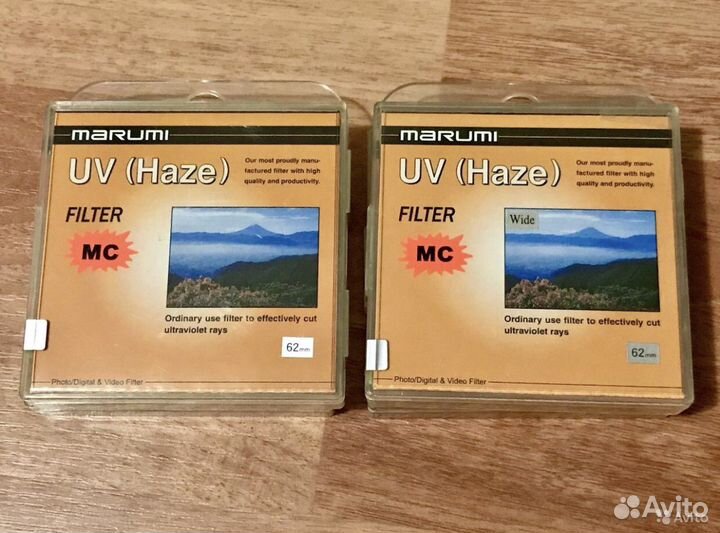 marumi
UV (Haze)
Our most proudly manu-
factured filter with high
quality and productivity.
FILTER
MC
Ordinary use filter to effectively cut
ultraviolet rays
62mm
Photo/Digital & Video Filter
marumi
UV (Haze)
Our most proudly manu-
factured filter with high
quality and productivity.
FILTER
Wide
MC
Ordinary use filter to effectively cut
ultraviolet rays
62mm
Photo/Digital & Video Filter
Avito
Avito